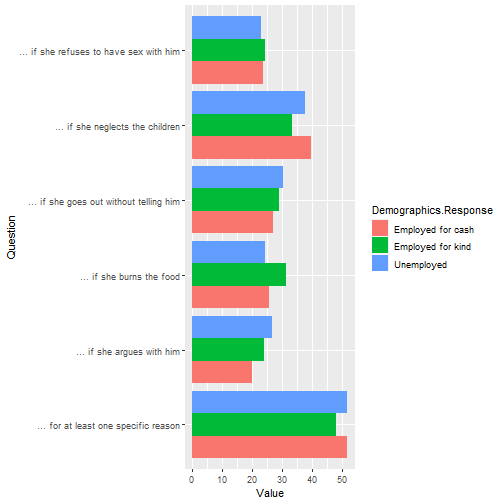 ... if she refuses to have sex with him
... if she neglects the children
... if she goes out without telling him
... if she burns the food
... if she argues with him
... for at least one specific reason
Question
0 10 20 30 40 50
Value
Demographics.Response
Employed for cash
Employed for kind
Unemployed